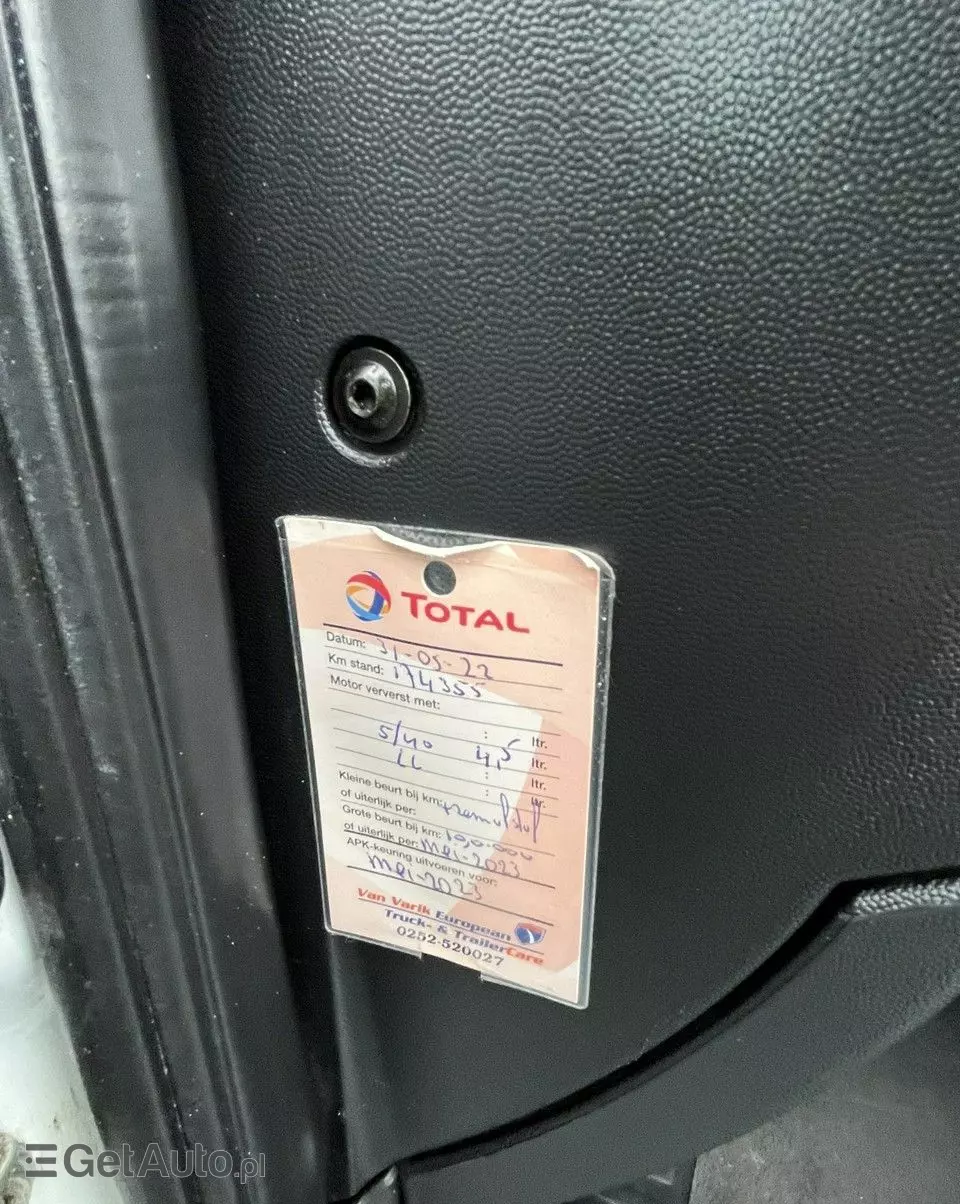 TOTAL
Datum: 31-05-22
Km stand: 174355
Motor ververst met:
: ltr.
5/40 4,5 ltr.
LL : ltr.
: ltr.
Kleine beurt bij km:
of uiterlijk per:
Grote beurt bij km:
of uiterlijk per: Mei-2023
APK-keuring uitvoeren voor:
Mei-2023
Van Varik European
Truck- & TrailerCare
0252-520027
GetAuto.pl